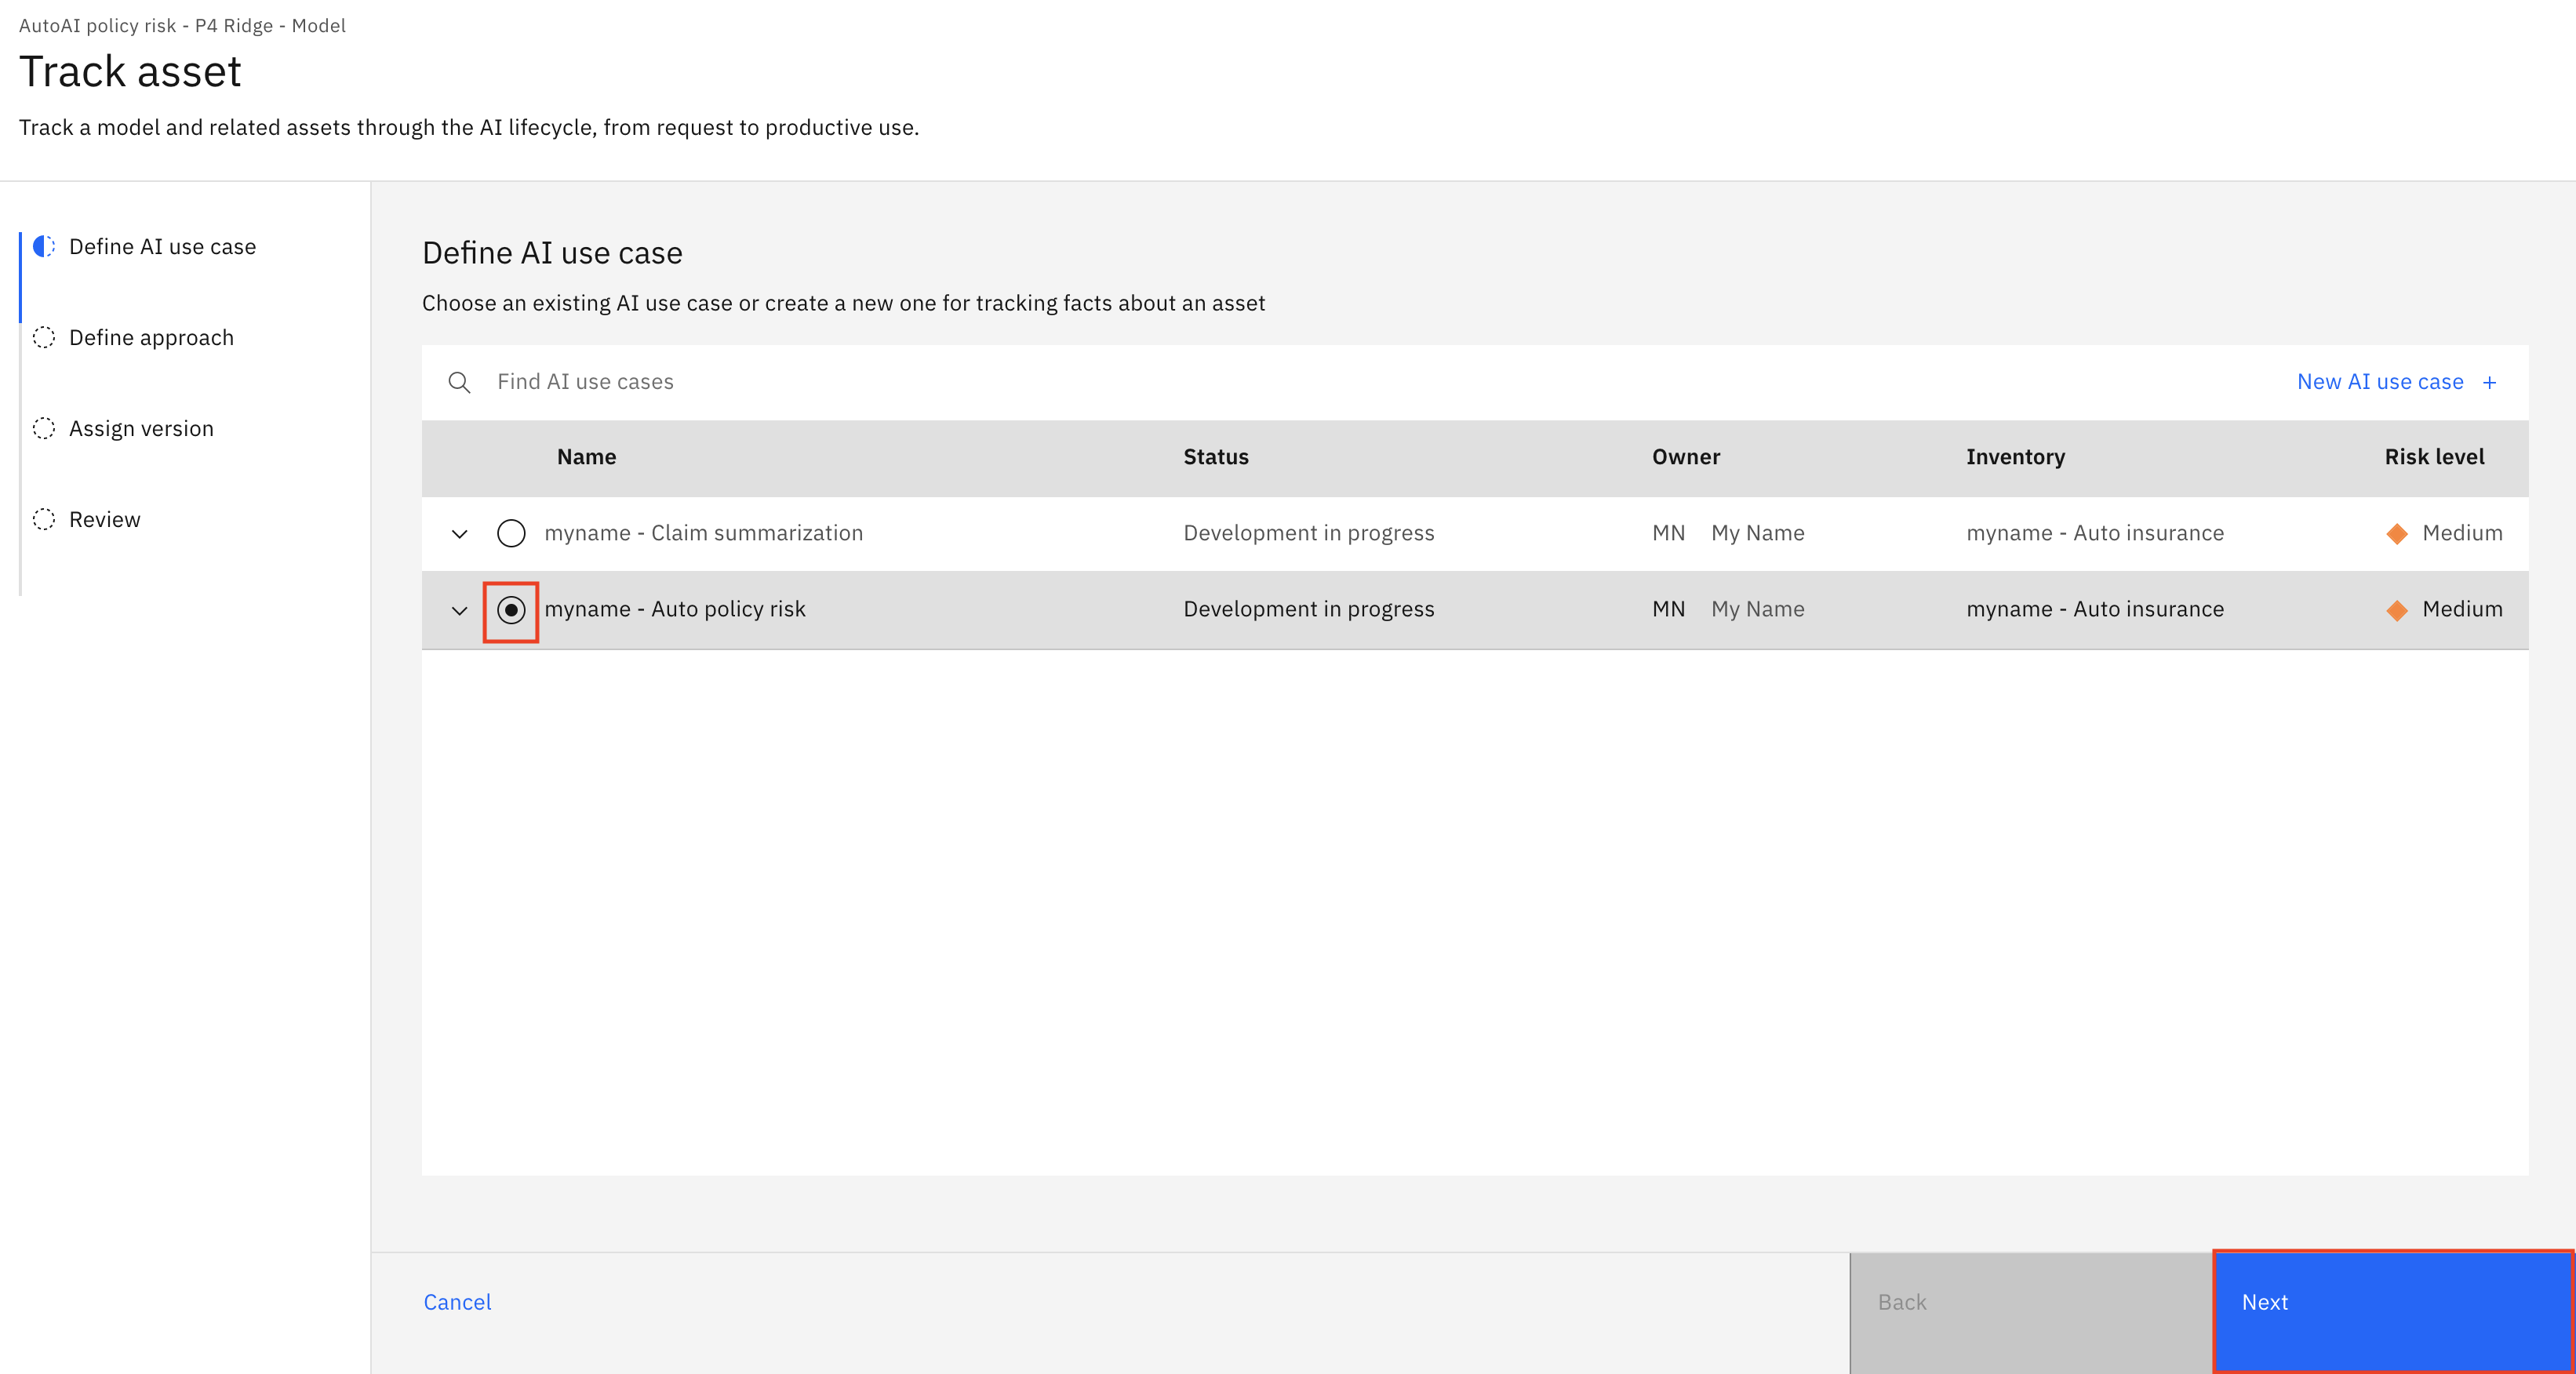 AutoAI policy risk - P4 Ridge - Model
Track asset
Track a model and related assets through the AI lifecycle, from request to productive use.
Define AI use case
Define approach
Assign version
Review
Define AI use case
Choose an existing AI use case or create a new one for tracking facts about an asset
Find AI use cases New AI use case +
Name Status Owner Inventory Risk level
myname - Claim summarization Development in progress MN My Name myname - Auto insurance Medium
myname - Auto policy risk Development in progress MN My Name myname - Auto insurance Medium
Cancel Back Next